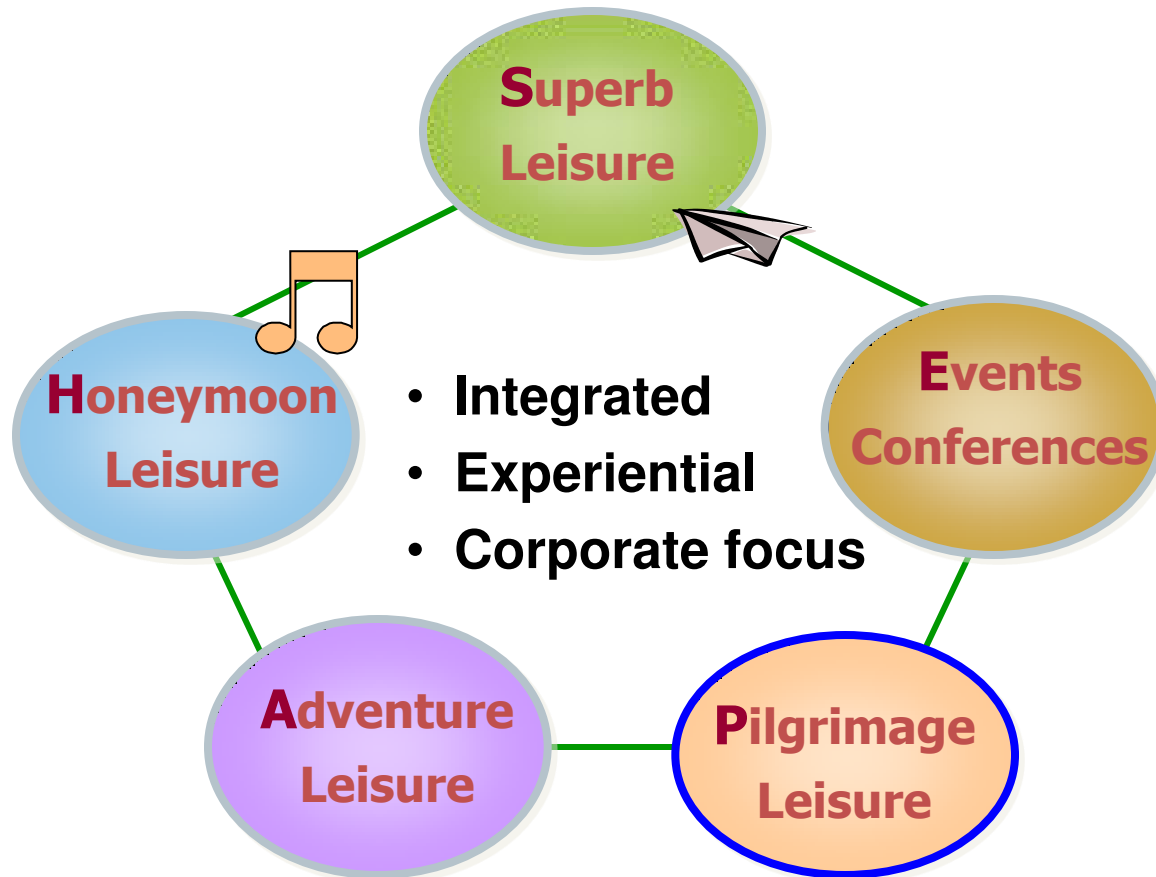 Superb
Leisure
Honeymoon
Leisure
• Integrated
• Experiential
• Corporate focus
Events
Conferences
Adventure
Leisure
Pilgrimage
Leisure